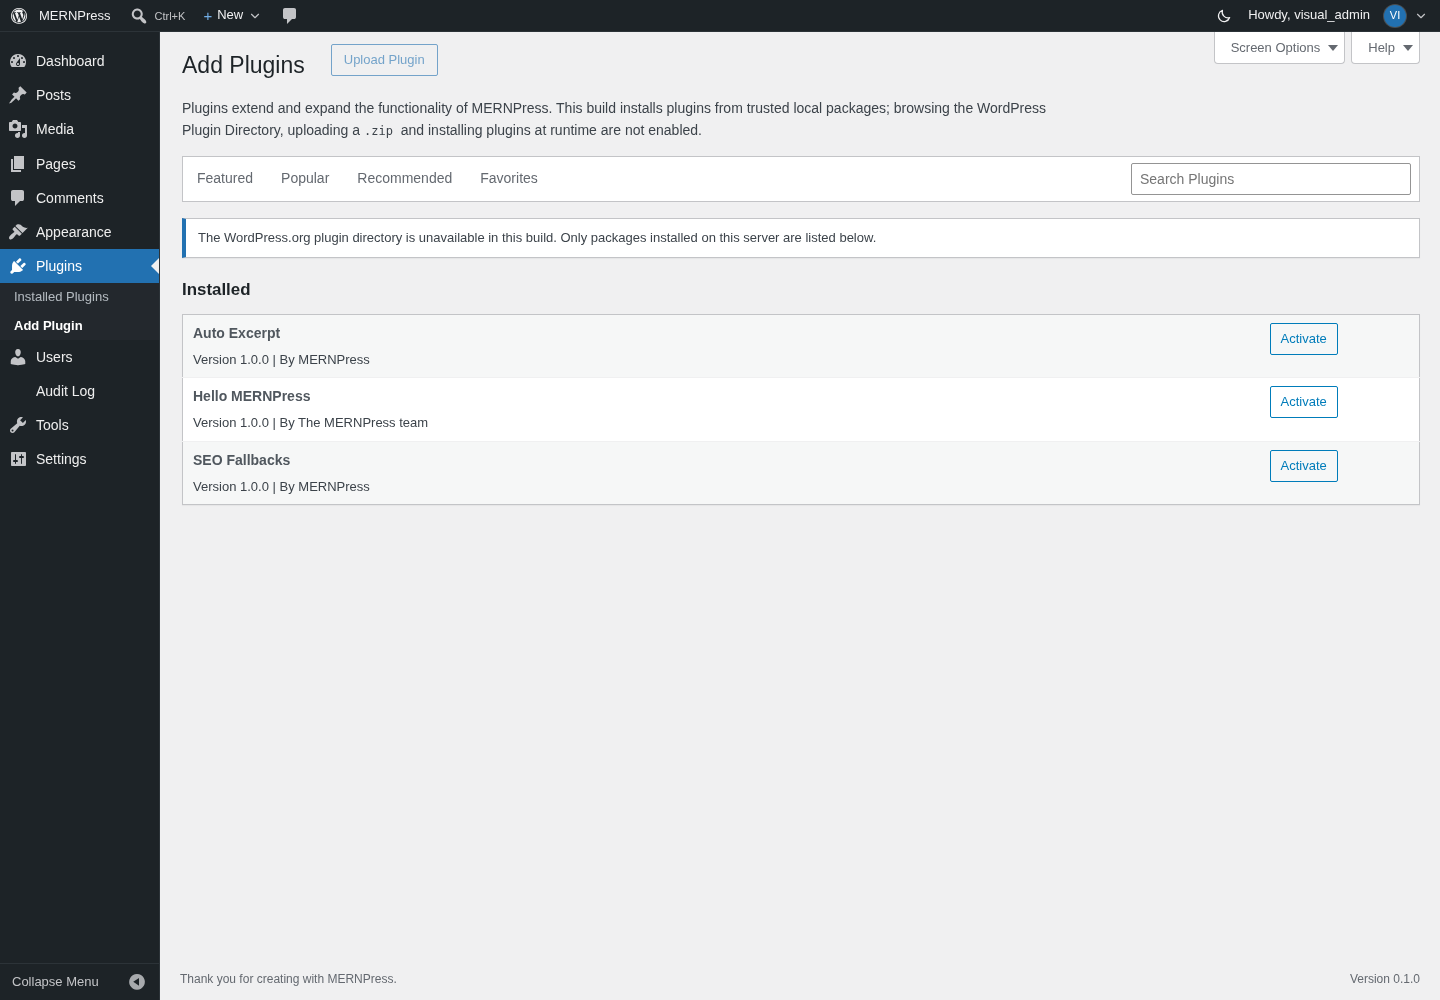 MERNPress Ctrl+K + New Howdy, visual_admin VI
Dashboard
Posts
Media
Pages
Comments
Appearance
Plugins
Installed Plugins
Add Plugin
Users
Audit Log
Tools
Settings
Collapse Menu
Screen Options Help
Add Plugins Upload Plugin
Plugins extend and expand the functionality of MERNPress. This build installs plugins from trusted local packages; browsing the WordPress
Plugin Directory, uploading a .zip and installing plugins at runtime are not enabled.
Featured Popular Recommended Favorites Search Plugins
The WordPress.org plugin directory is unavailable in this build. Only packages installed on this server are listed below.
Installed
Auto Excerpt Activate
Version 1.0.0 | By MERNPress
Hello MERNPress Activate
Version 1.0.0 | By The MERNPress team
SEO Fallbacks Activate
Version 1.0.0 | By MERNPress
Thank you for creating with MERNPress. Version 0.1.0